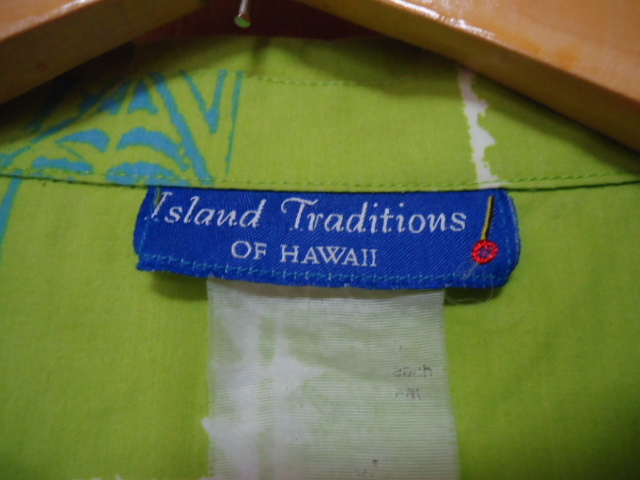 Island Traditions
OF HAWAII